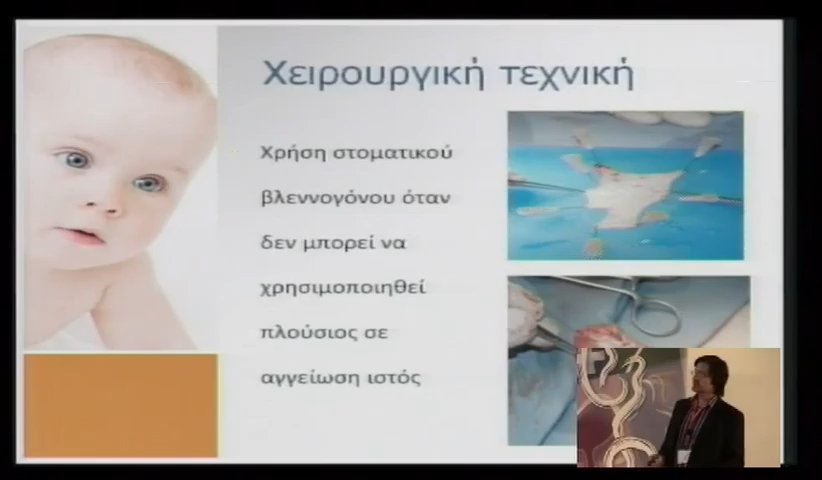 Χειρουργική τεχνική
Χρήση στοματικού
βλεννογόνου όταν
δεν μπορεί να
χρησιμοποιηθεί
πλούσιος σε
αγγείωση ιστός